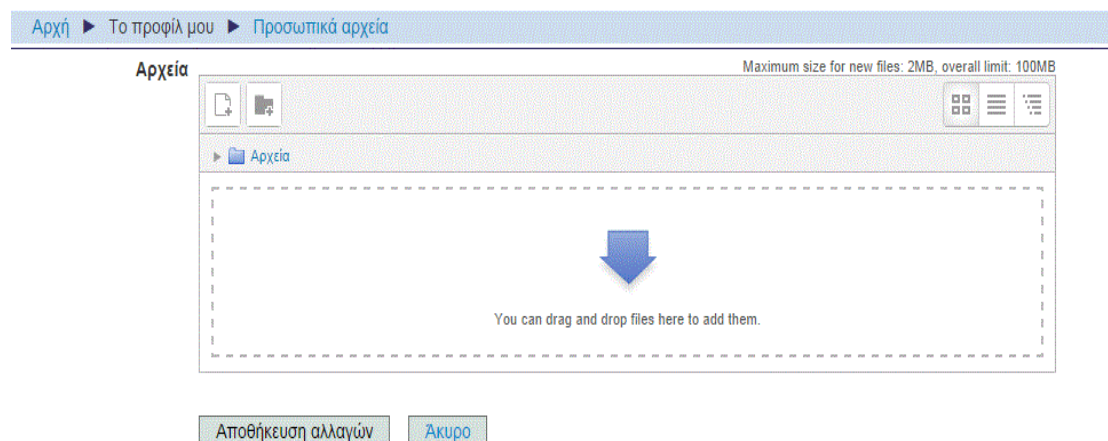 Αρχή ► Το προφίλ μου ► Προσωπικά αρχεία
Αρχεία
Maximum size for new files: 2MB, overall limit: 100MB
Αρχεία
You can drag and drop files here to add them.
Αποθήκευση αλλαγών
Άκυρο